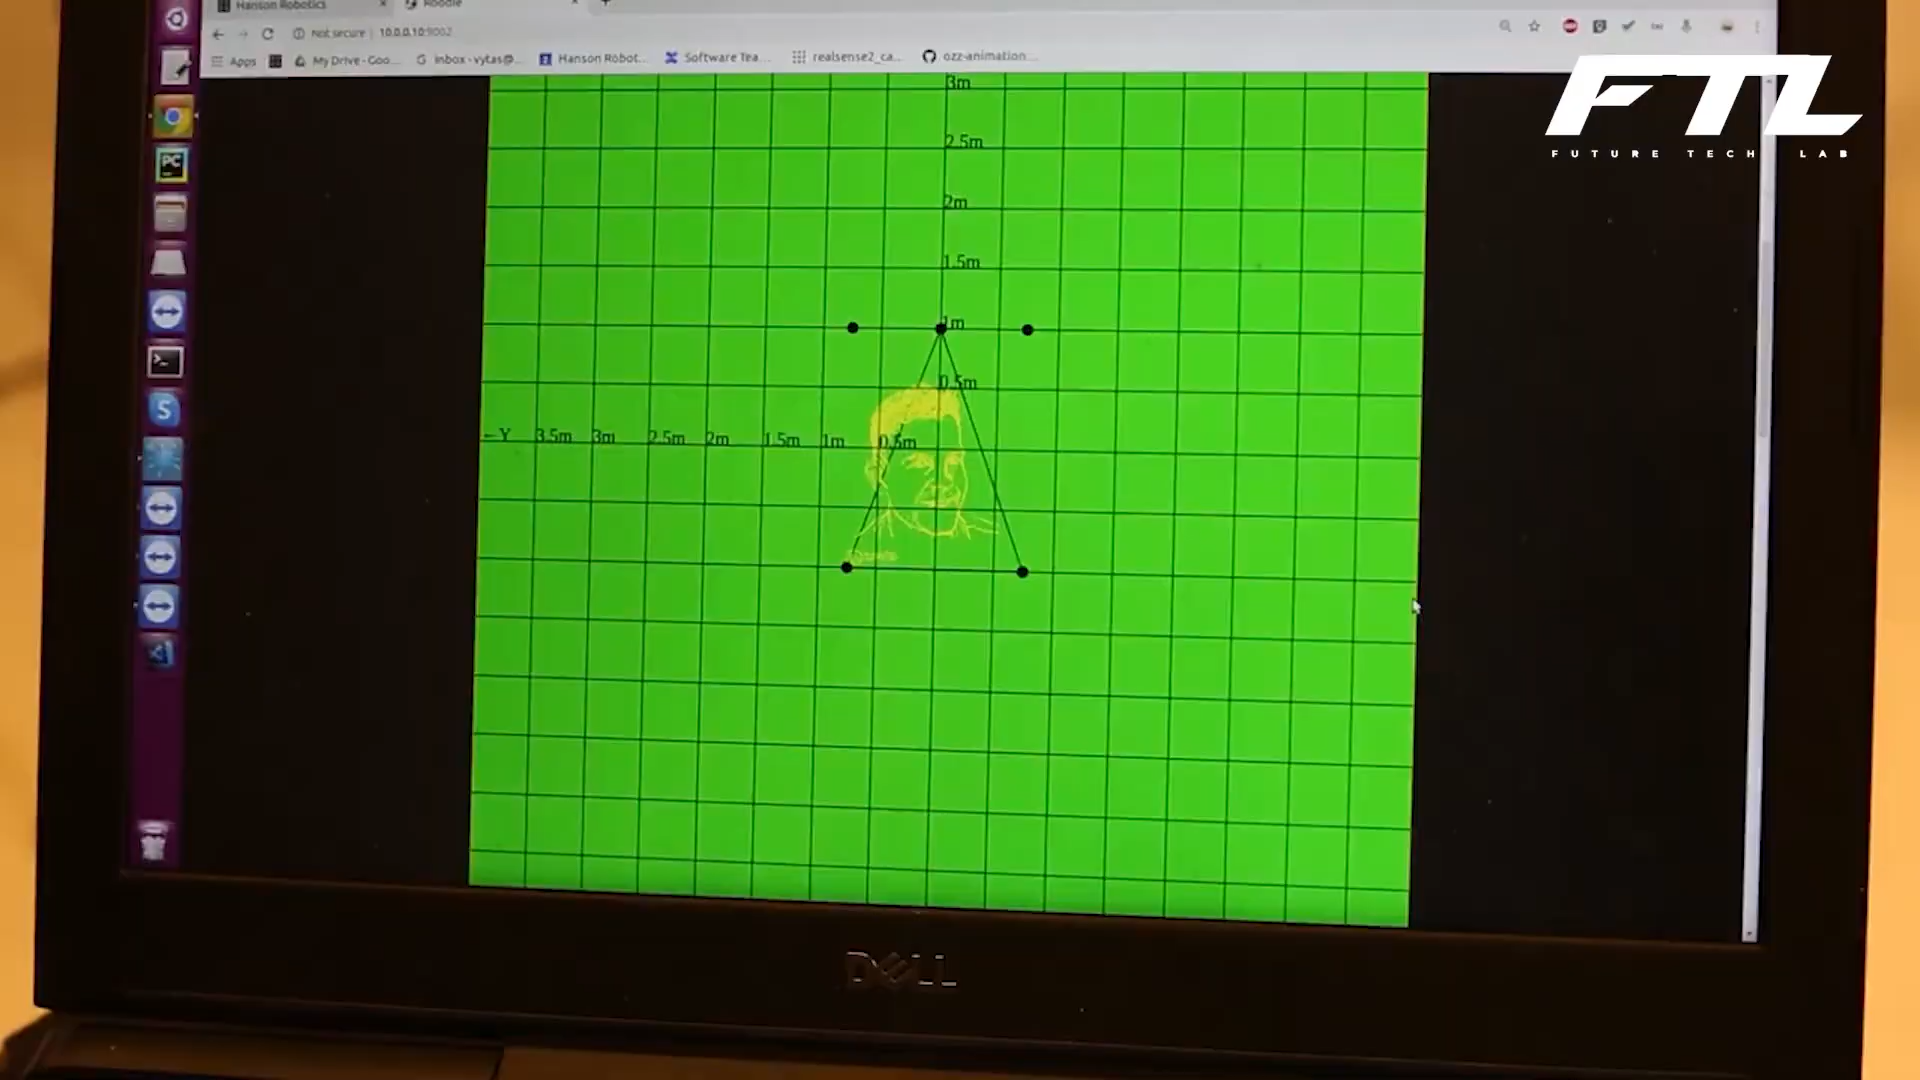 Hanson Robotics
Roodle
Not secure | 10.0.0.10:9002
Apps
My Drive - Goo...
Inbox - vytas@...
Hanson Robot...
Software Tea...
realsense2_ca...
ozz-animation...
FTL
FUTURE TECH LAB
PC
S
3m
2.5m
2m
1.5m
1m
0.5m
←Y 3.5m 3m 2.5m 2m 1.5m 1m 0.5m
DELL